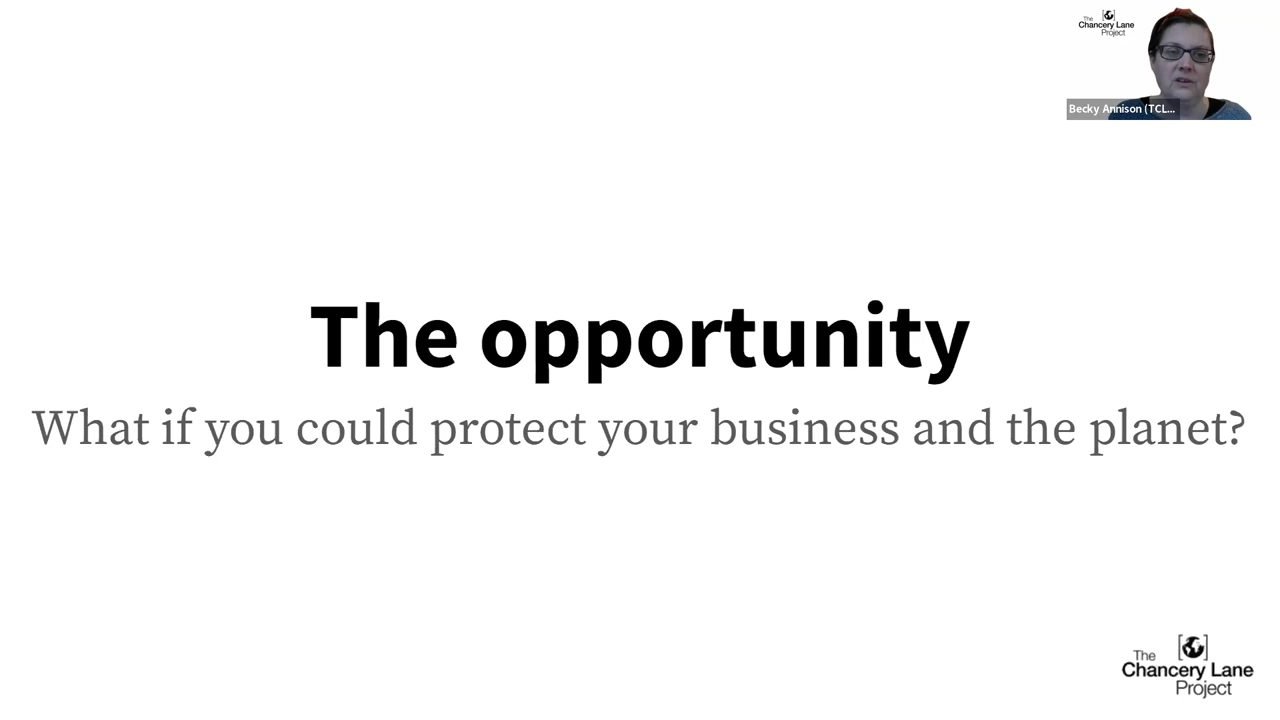 The
Chancery Lane
Project
Becky Annison (TCL...
The opportunity
What if you could protect your business and the planet?
The
Chancery Lane
Project